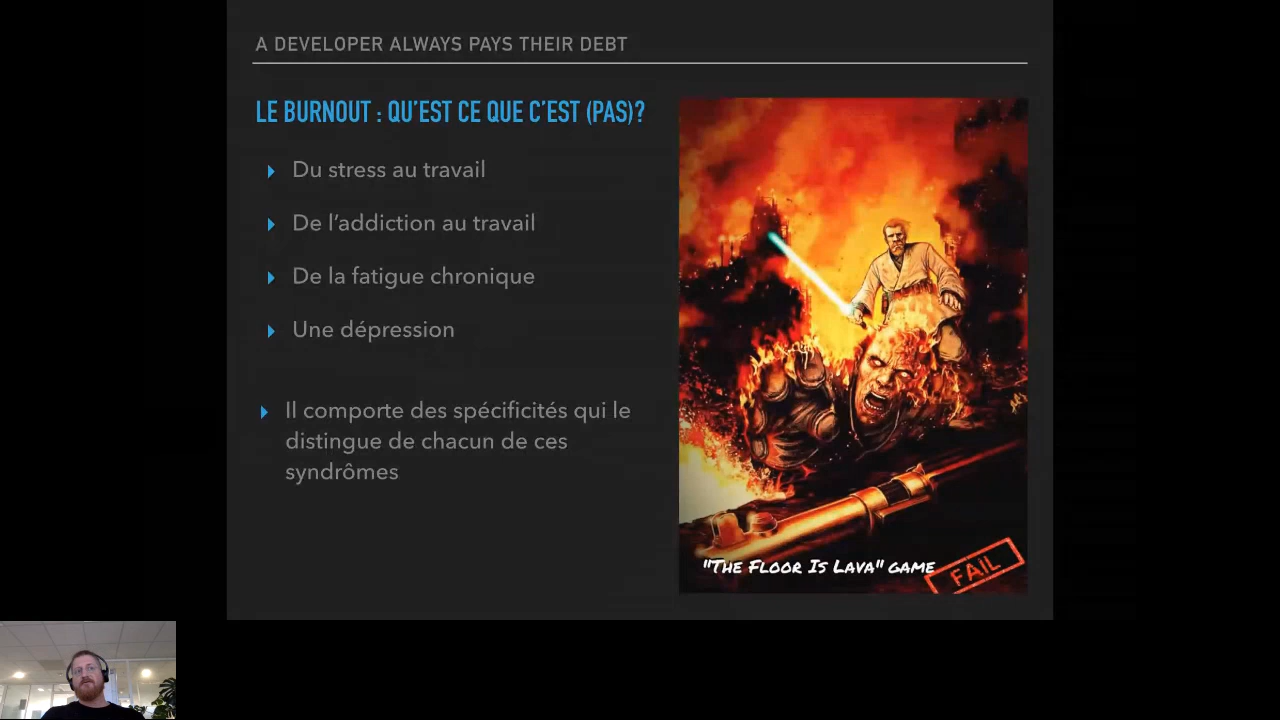 A DEVELOPER ALWAYS PAYS THEIR DEBT
LE BURNOUT : QU'EST CE QUE C'EST (PAS)?
Du stress au travail
De l'addiction au travail
De la fatigue chronique
Une dépression
Il comporte des spécificités qui le
distingue de chacun de ces
syndrômes
"The Floor Is Lava" game
FAIL